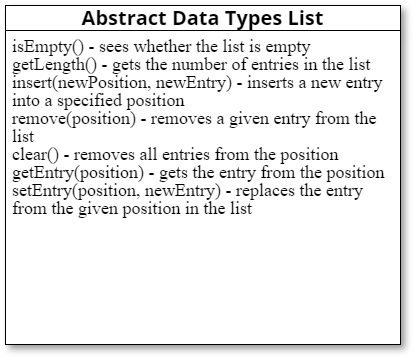 Abstract Data Types List
isEmpty() - sees whether the list is empty
getLength() - gets the number of entries in the list
insert(newPosition, newEntry) - inserts a new entry
into a specified position
remove(position) - removes a given entry from the
list
clear() - removes all entries from the position
getEntry(position) - gets the entry from the position
setEntry(position, newEntry) - replaces the entry
from the given position in the list